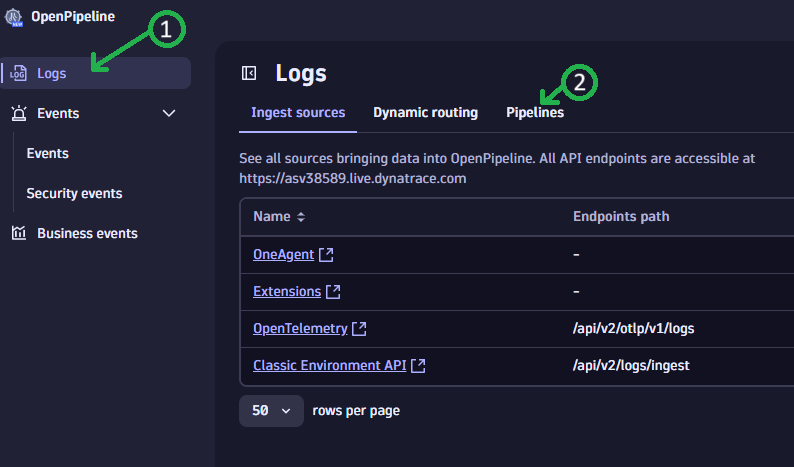 OpenPipeline
1
Logs
Events
Events
Security events
Business events
Logs
2
Ingest sources Dynamic routing Pipelines
See all sources bringing data into OpenPipeline. All API endpoints are accessible at
https://asv38589.live.dynatrace.com
Name Endpoints path
OneAgent -
Extensions -
OpenTelemetry /api/v2/otlp/v1/logs
Classic Environment API /api/v2/logs/ingest
50 rows per page